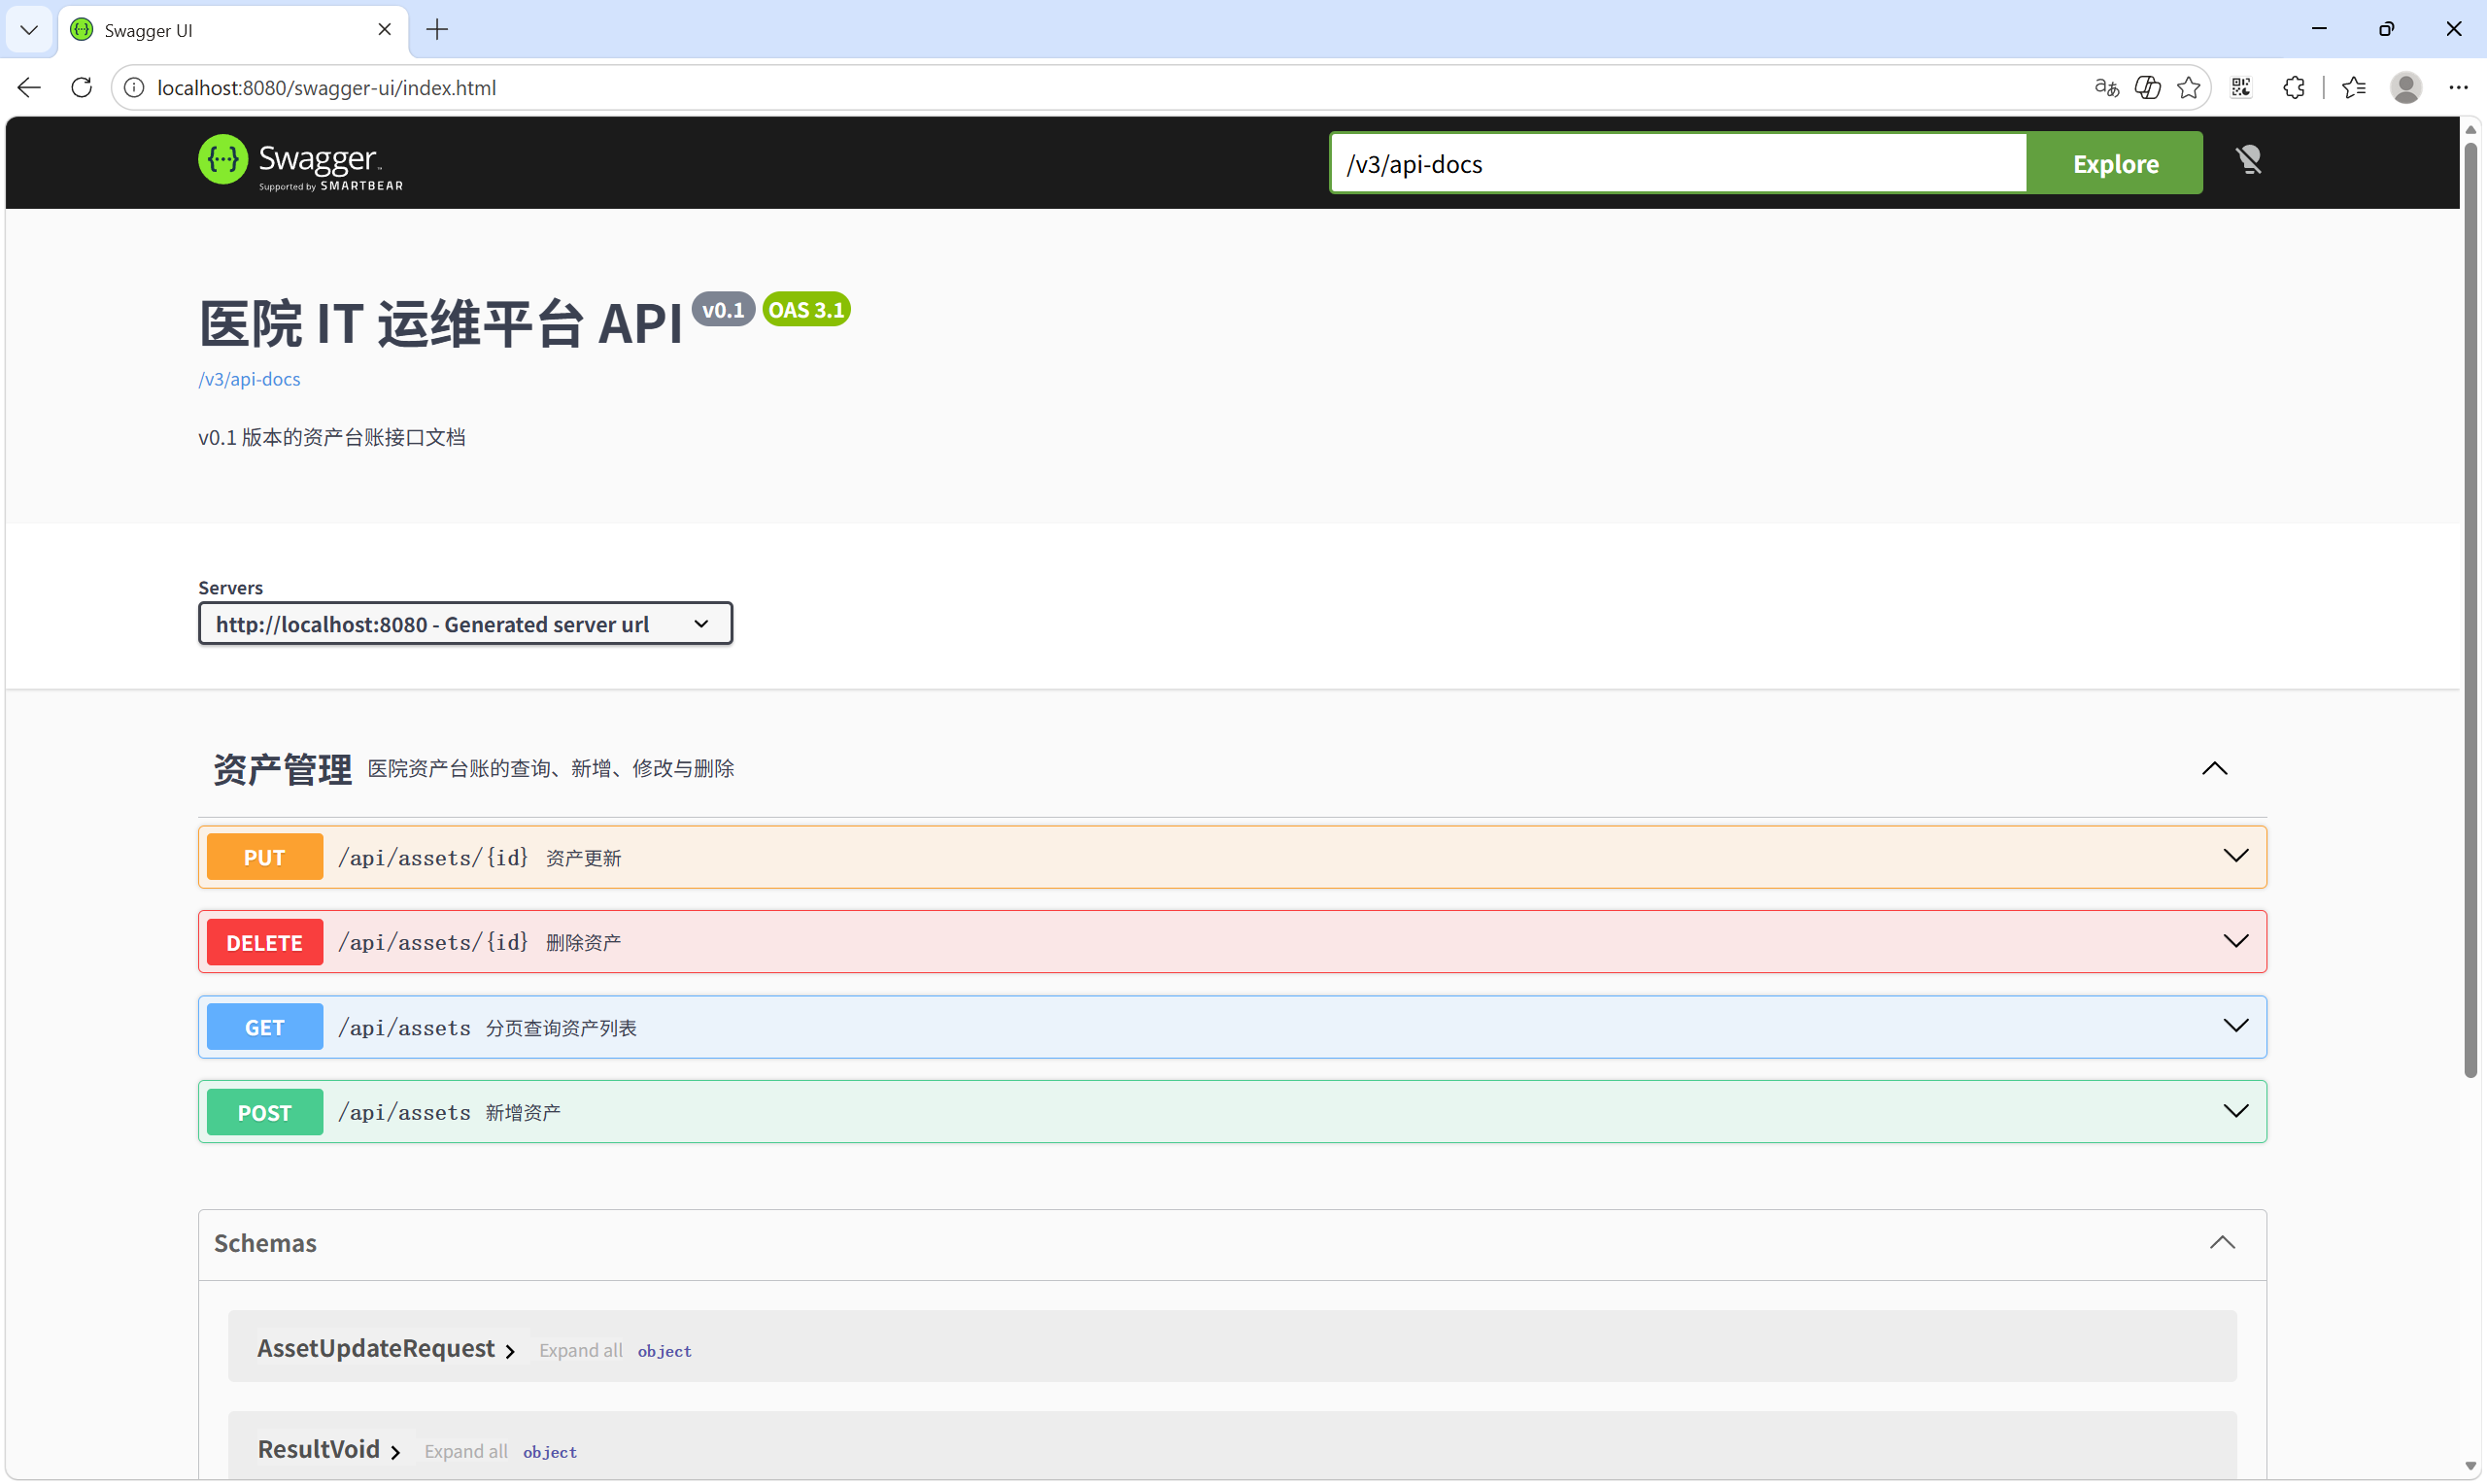 Swagger UI
localhost:8080/swagger-ui/index.html
Swagger
Supported by SMARTBEAR
/v3/api-docs
Explore
医院 IT 运维平台 API v0.1 OAS 3.1
/v3/api-docs
v0.1 版本的资产台账接口文档
Servers
http://localhost:8080 - Generated server url
资产管理 医院资产台账的查询、新增、修改与删除
PUT /api/assets/{id} 资产更新
DELETE /api/assets/{id} 删除资产
GET /api/assets 分页查询资产列表
POST /api/assets 新增资产
Schemas
AssetUpdateRequest Expand all object
ResultVoid Expand all object